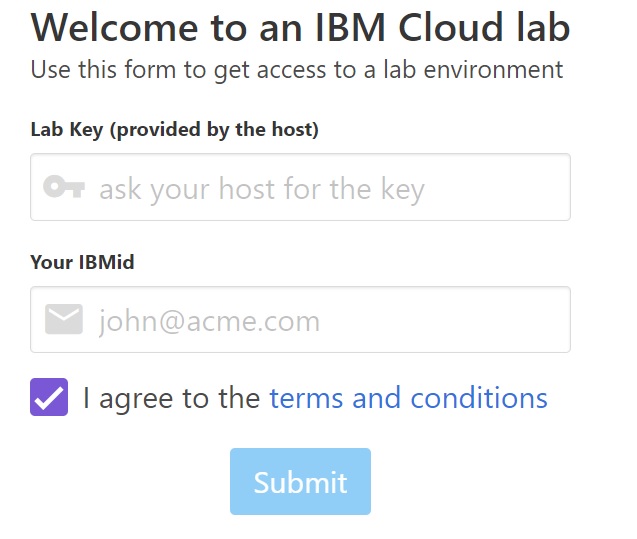 Welcome to an IBM Cloud lab
Use this form to get access to a lab environment
Lab Key (provided by the host)
ask your host for the key
Your IBMid
john@acme.com
I agree to the terms and conditions
Submit